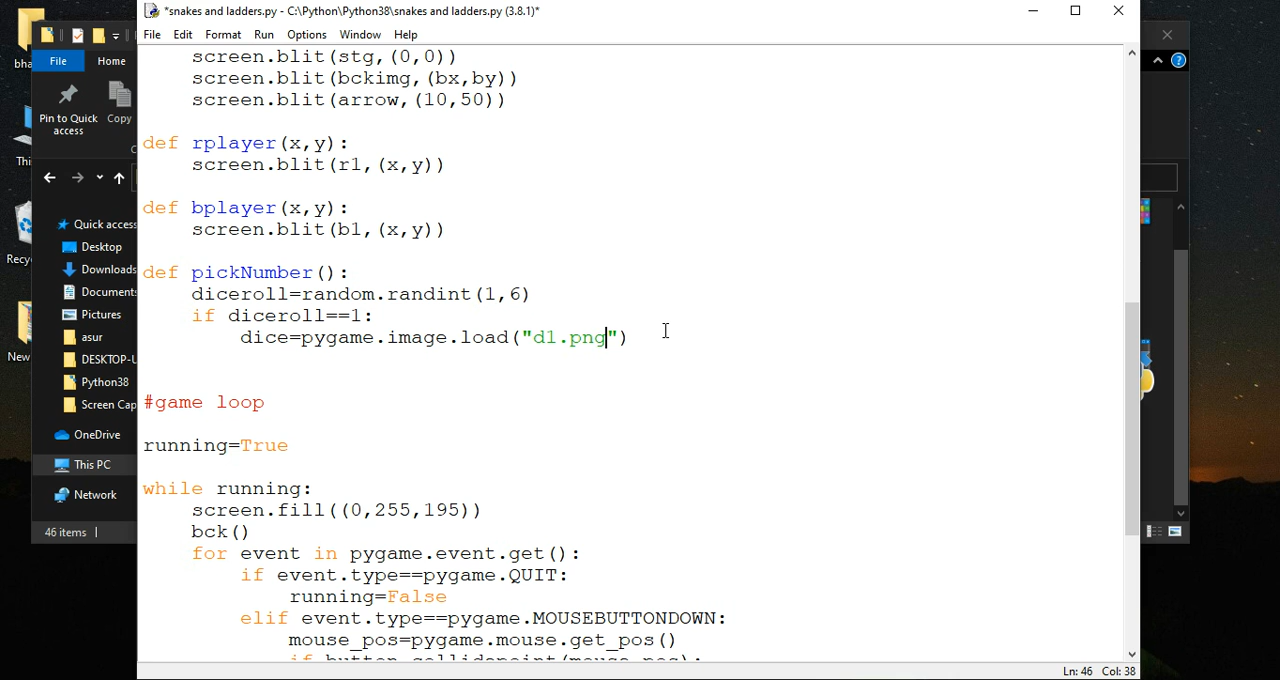 *snakes and ladders.py - C:\Python\Python38\snakes and ladders.py (3.8.1)*
File Edit Format Run Options Window Help
screen.blit(stg,(0,0))
screen.blit(bckimg,(bx,by))
screen.blit(arrow,(10,50))
def rplayer(x,y):
screen.blit(r1,(x,y))
def bplayer(x,y):
screen.blit(b1,(x,y))
def pickNumber():
diceroll=random.randint(1,6)
if diceroll==1:
dice=pygame.image.load("d1.png")
#game loop
running=True
while running:
screen.fill((0,255,195))
bck()
for event in pygame.event.get():
if event.type==pygame.QUIT:
running=False
elif event.type==pygame.MOUSEBUTTONDOWN:
mouse_pos=pygame.mouse.get_pos()
if button.collidepoint(mouse_pos):
Ln: 46 Col: 38
File Home
Pin to Quick access
Copy
Quick access
Desktop
Downloads
Documents
Pictures
asur
DESKTOP-U
Python38
Screen Cap
OneDrive
This PC
Network
46 items
bha
Thi
Recy
New